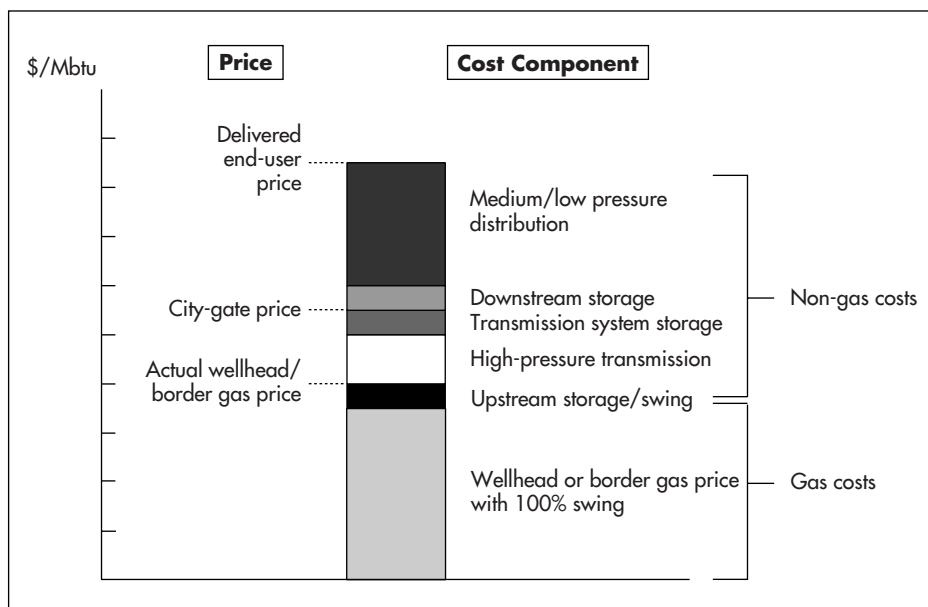 $/Mbtu
Price
Cost Component
Delivered
end-user
price
Medium/low pressure
distribution
Downstream storage
Non-gas costs
City-gate price
Transmission system storage
High-pressure transmission
Actual wellhead/
border gas price
Upstream storage/swing
Wellhead or border gas price
with 100% swing
Gas costs